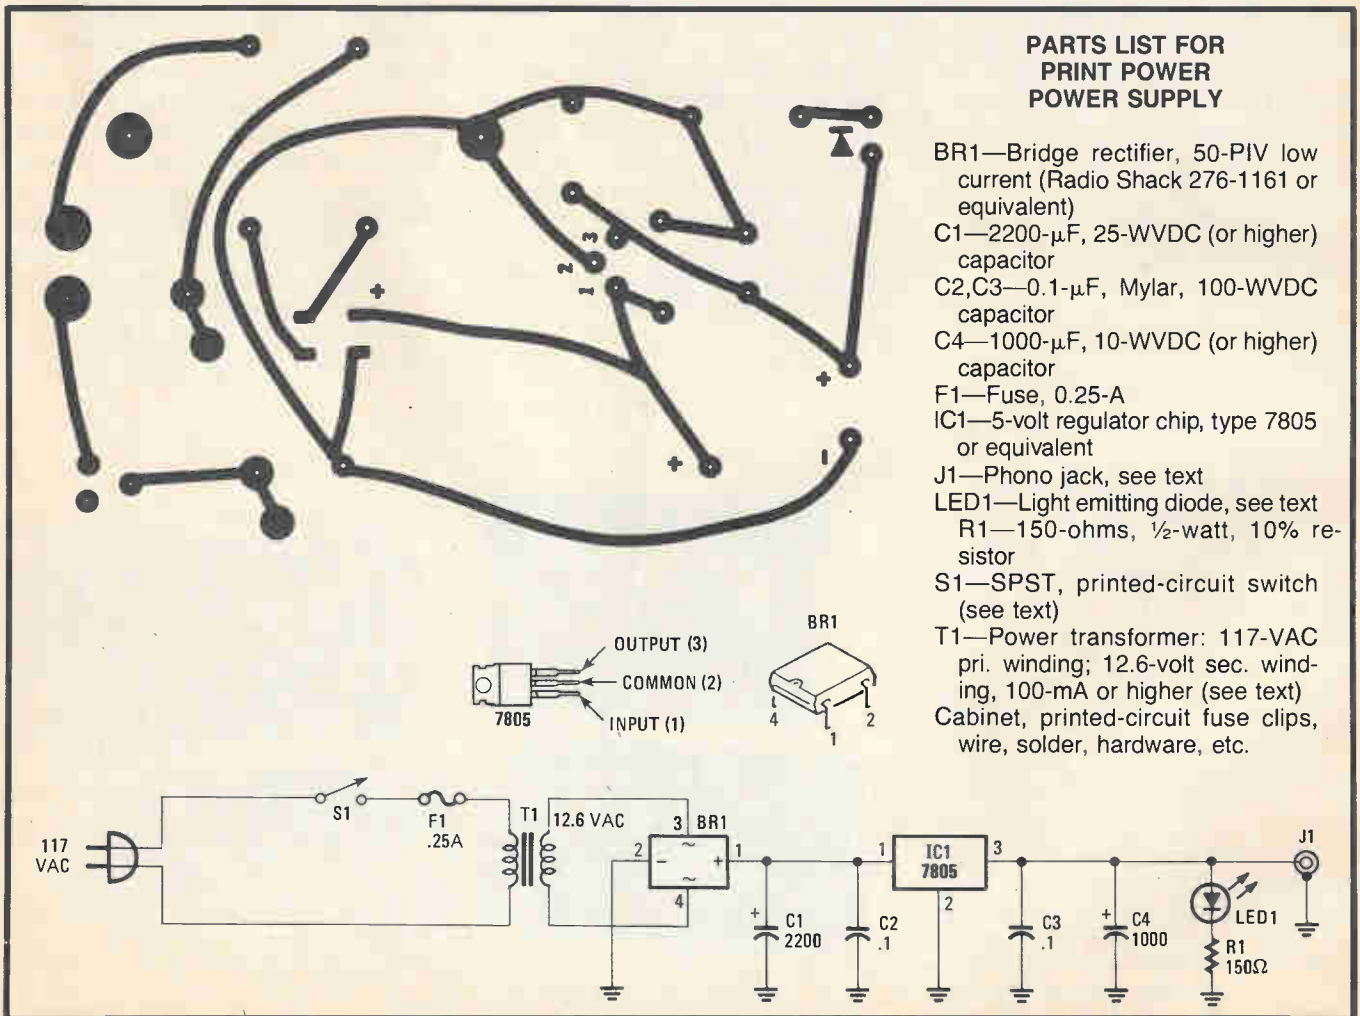 PARTS LIST FOR
PRINT POWER
POWER SUPPLY
BR1—Bridge rectifier, 50-PIV low
current (Radio Shack 276-1161 or
equivalent)
C1—2200-µF, 25-WVDC (or higher)
capacitor
C2,C3—0.1-µF, Mylar, 100-WVDC
capacitor
C4—1000-µF, 10-WVDC (or higher)
capacitor
F1—Fuse, 0.25-A
IC1—5-volt regulator chip, type 7805
or equivalent
J1—Phono jack, see text
LED1—Light emitting diode, see text
R1—150-ohms, ½-watt, 10% re-
sistor
S1—SPST, printed-circuit switch
(see text)
T1—Power transformer: 117-VAC
pri. winding; 12.6-volt sec. wind-
ing, 100-mA or higher (see text)
Cabinet, printed-circuit fuse clips,
wire, solder, hardware, etc.
3
2
1
+
+
+
-
OUTPUT (3)
COMMON (2)
INPUT (1)
7805
BR1
4
1
2
117
VAC
S1
F1
.25A
T1
12.6 VAC
3
BR1
2
-
~
+
1
~
4
+
C1
2200
C2
.1
1
IC1
7805
3
2
C3
.1
+
C4
1000
LED1
R1
150Ω
J1